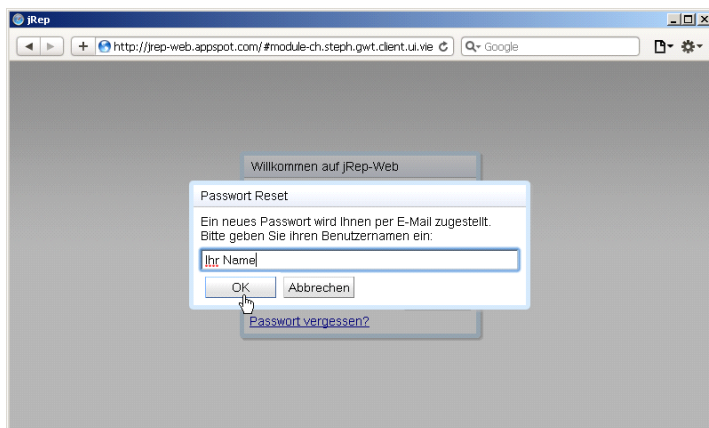 jRep
http://jrep-web.appspot.com/#module-ch.steph.gwt.client.ui.vie
Google
Willkommen auf jRep-Web
Passwort Reset
Ein neues Passwort wird Ihnen per E-Mail zugestellt.
Bitte geben Sie ihren Benutzernamen ein:
Ihr Name
OK Abbrechen
Passwort vergessen?